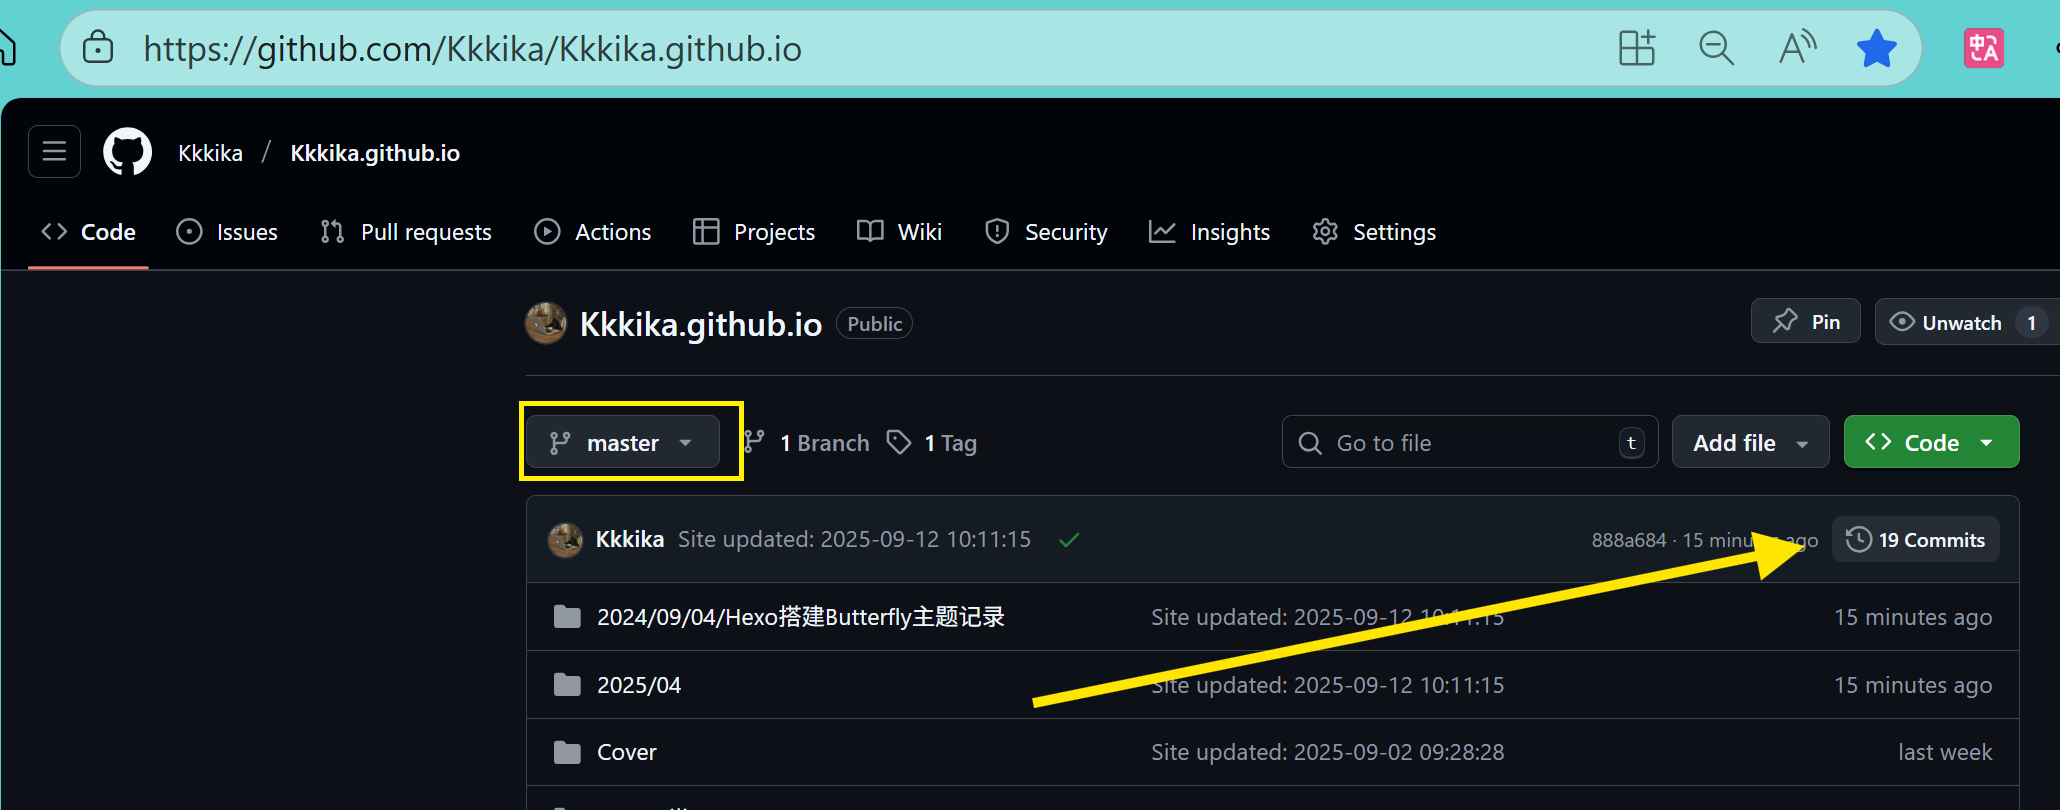 https://github.com/Kkkika/Kkkika.github.io
Kkkika / Kkkika.github.io
Code Issues Pull requests Actions Projects Wiki Security Insights Settings
Kkkika.github.io Public Pin Unwatch 1
master 1 Branch 1 Tag Go to file t Add file Code
Kkkika Site updated: 2025-09-12 10:11:15 888a684 · 15 minutes ago 19 Commits
2024/09/04/Hexo搭建Butterfly主题记录 Site updated: 2025-09-12 10:11:15 15 minutes ago
2025/04 Site updated: 2025-09-12 10:11:15 15 minutes ago
Cover Site updated: 2025-09-02 09:28:28 last week